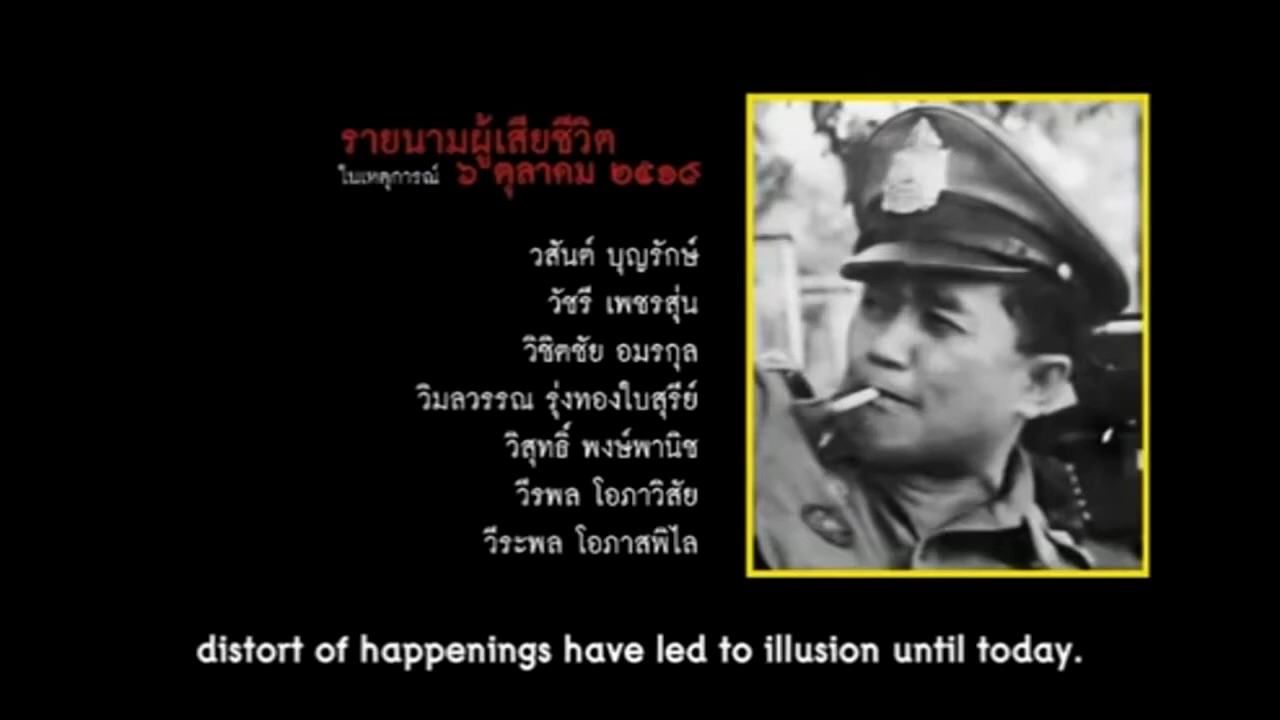 รายนามผู้เสียชีวิต
ในเหตุการณ์ ๖ ตุลาคม ๒๕๑๙
วสันต์ บุญรักษ์
วัชรี เพชรสุ่น
วิชิตชัย อมรกุล
วิมลวรรณ รุ่งทองใบสุรีย์
วิสุทธิ์ พงษ์พานิช
วีรพล โอภาวิสัย
วีระพล โอภาสพิไล
distort of happenings have led to illusion until today.